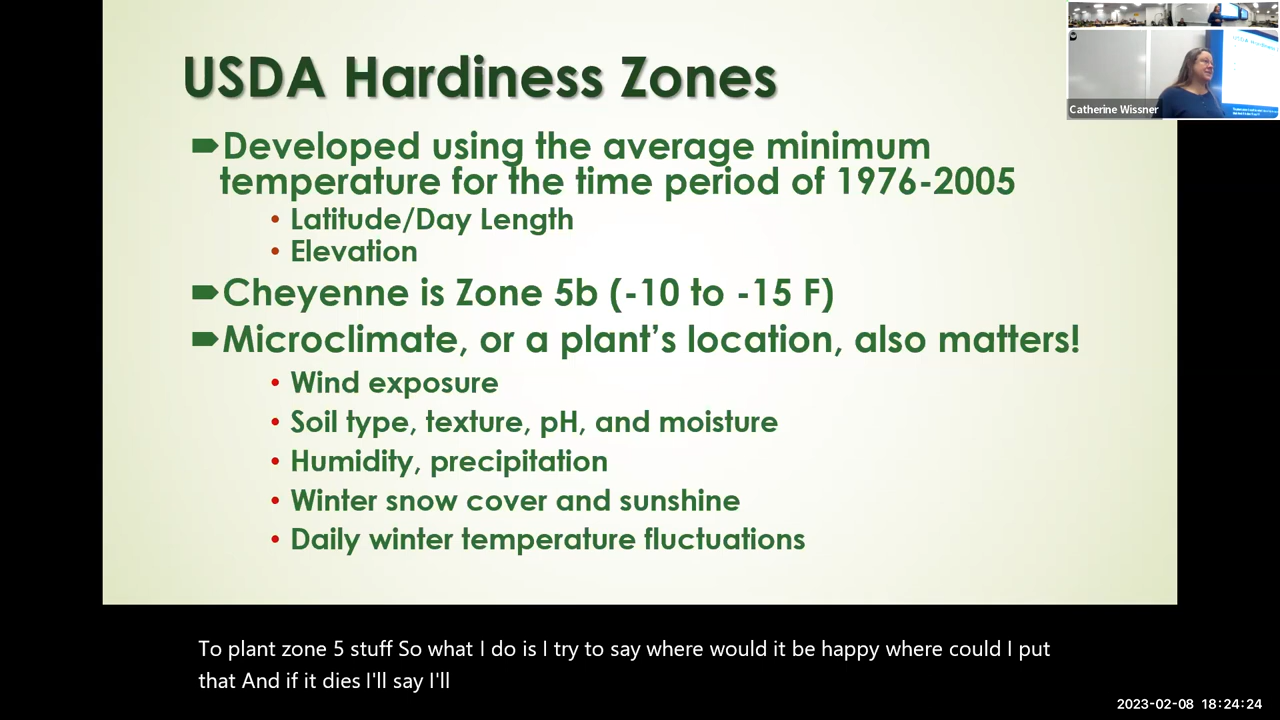 USDA Hardiness Zones
Developed using the average minimum
temperature for the time period of 1976-2005
• Latitude/Day Length
• Elevation
Cheyenne is Zone 5b (-10 to -15 F)
Microclimate, or a plant’s location, also matters!
• Wind exposure
• Soil type, texture, pH, and moisture
• Humidity, precipitation
• Winter snow cover and sunshine
• Daily winter temperature fluctuations
Catherine Wissner
To plant zone 5 stuff So what I do is I try to say where would it be happy where could I put
that And if it dies I'll say I'll
2023-02-08 18:24:24